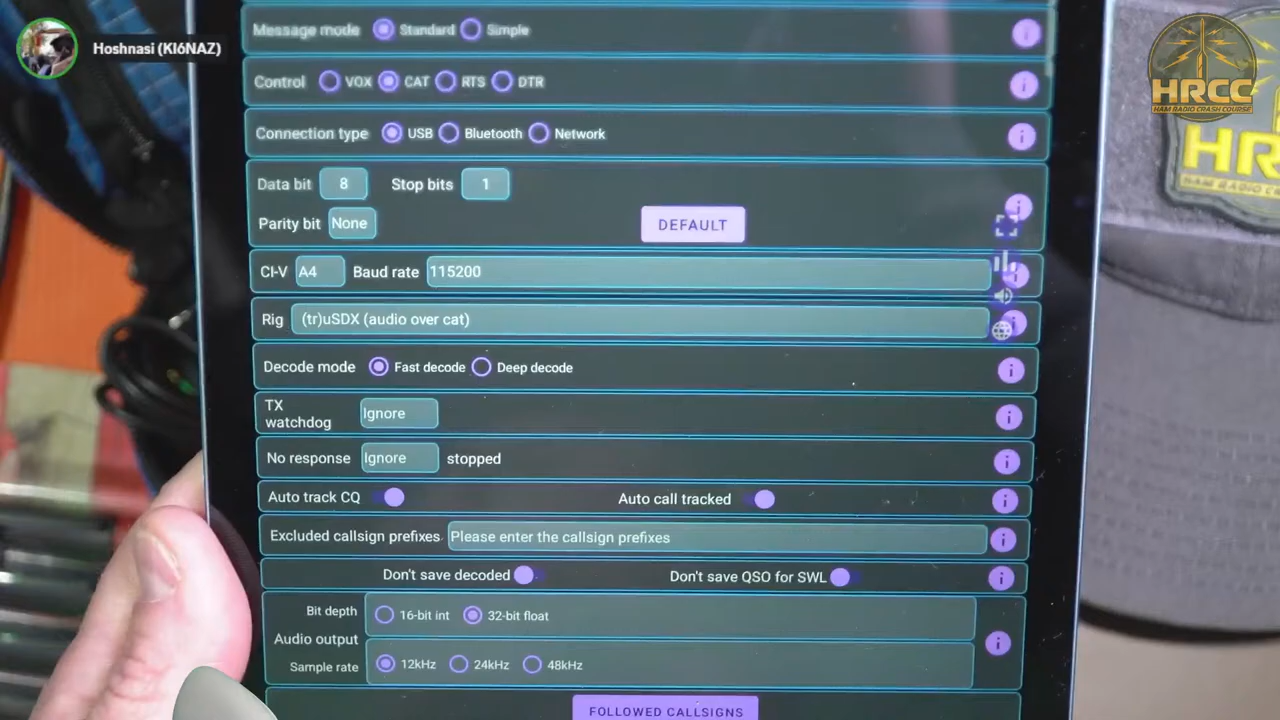 Hoshnasi (KI6NAZ)
HRCC
HAM RADIO CRASH COURSE
HR
Message mode Standard Simple
Control VOX CAT RTS DTR
Connection type USB Bluetooth Network
Data bit 8 Stop bits 1
Parity bit None DEFAULT
CI-V A4 Baud rate 115200
Rig (tr)uSDX (audio over cat)
Decode mode Fast decode Deep decode
TX watchdog Ignore
No response Ignore stopped
Auto track CQ Auto call tracked
Excluded callsign prefixes Please enter the callsign prefixes
Don't save decoded Don't save QSO for SWL
Bit depth 16-bit int 32-bit float
Audio output
Sample rate 12kHz 24kHz 48kHz
FOLLOWED CALLSIGNS